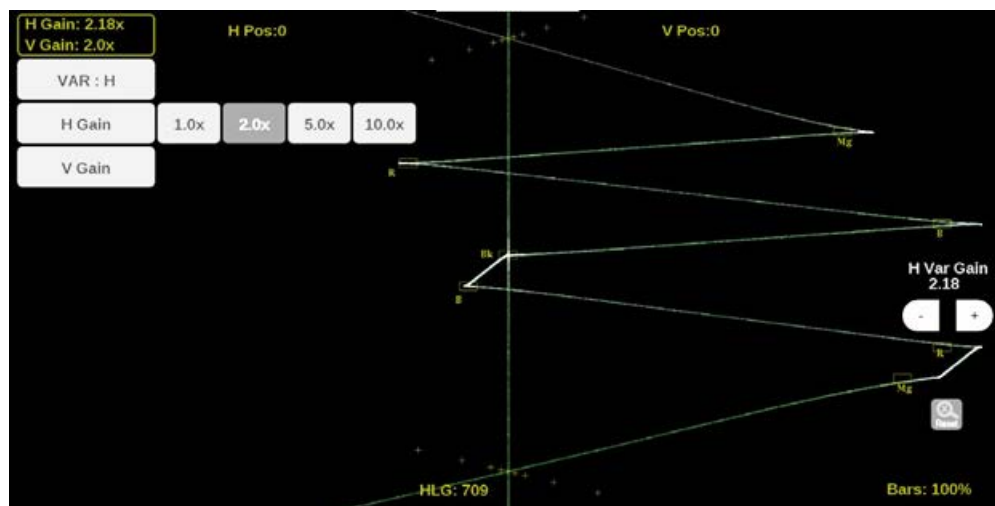 H Gain: 2.18x
V Gain: 2.0x
H Pos:0
V Pos:0
VAR : H
H Gain
1.0x
2.0x
5.0x
10.0x
V Gain
Mg
R
B
Bk
H Var Gain
2.18
-
+
B
R
Mg
Reset
HLG: 709
Bars: 100%